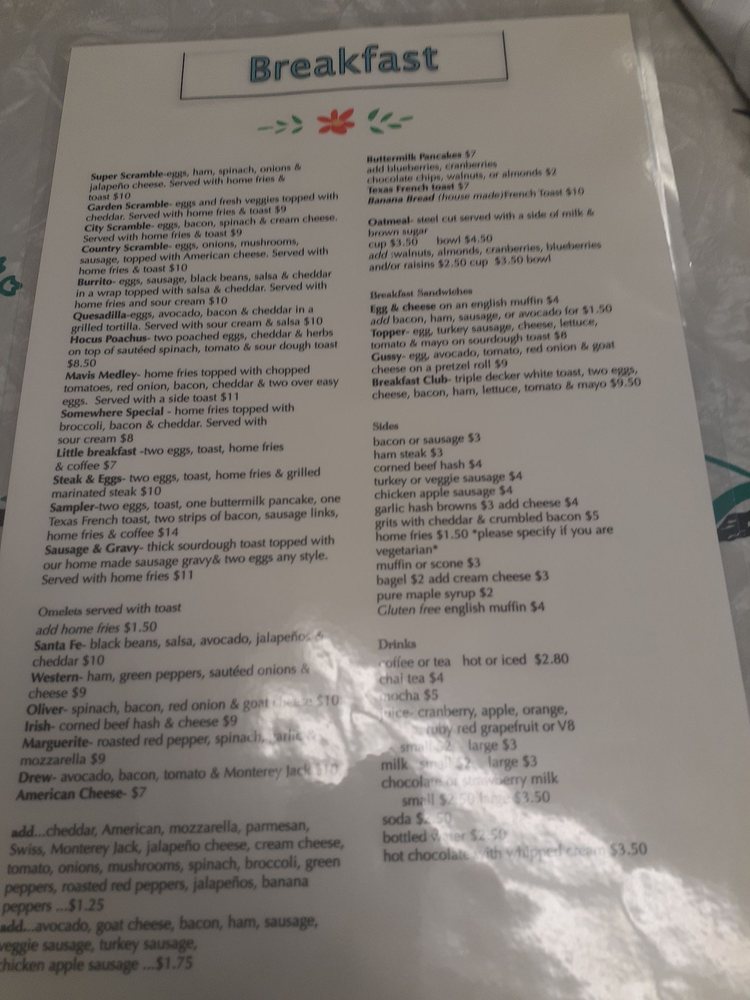 Breakfast
Super Scramble-eggs, ham, spinach, onions &
jalapeño cheese. Served with home fries &
toast $10
Garden Scramble- eggs and fresh veggies topped with
cheddar. Served with home fries & toast $9
City Scramble- eggs, bacon, spinach & cream cheese.
Served with home fries & toast $9
Country Scramble- eggs, onions, mushrooms,
sausage, topped with American cheese. Served with
home fries & toast $10
Burrito- eggs, sausage, black beans, salsa & cheddar
in a wrap topped with salsa & cheddar. Served with
home fries and sour cream $10
Quesadilla-eggs, avocado, bacon & cheddar in a
grilled tortilla. Served with sour cream & salsa $10
Hocus Poachus- two poached eggs, cheddar & herbs
on top of sautéed spinach, tomato & sour dough toast
$8.50
Mavis Medley- home fries topped with chopped
tomatoes, red onion, bacon, cheddar & two over easy
eggs. Served with a side toast $11
Somewhere Special - home fries topped with
broccoli, bacon & cheddar. Served with
sour cream $8
Little breakfast -two eggs, toast, home fries
& coffee $7
Steak & Eggs- two eggs, toast, home fries & grilled
marinated steak $10
Sampler-two eggs, toast, one buttermilk pancake, one
Texas French toast, two strips of bacon, sausage links,
home fries & coffee $14
Sausage & Gravy- thick sourdough toast topped with
our home made sausage gravy& two eggs any style.
Served with home fries $11
Omelets served with toast
add home fries $1.50
Santa Fe- black beans, salsa, avocado, jalapeños &
cheddar $10
Western- ham, green peppers, sautéed onions &
cheese $9
Oliver- spinach, bacon, red onion & goat cheese $10
Irish- corned beef hash & cheese $9
Marguerite- roasted red pepper, spinach, garlic &
mozzarella $9
Drew- avocado, bacon, tomato & Monterey Jack $10
American Cheese- $7
add...cheddar, American, mozzarella, parmesan,
Swiss, Monterey Jack, jalapeño cheese, cream cheese,
tomato, onions, mushrooms, spinach, broccoli, green
peppers, roasted red peppers, jalapeños, banana
peppers ...$1.25
add...avocado, goat cheese, bacon, ham, sausage,
veggie sausage, turkey sausage,
chicken apple sausage ...$1.75
Buttermilk Pancakes $7
add blueberries, cranberries
chocolate chips, walnuts, or almonds $2
Texas French toast $7
Banana Bread (house made)French Toast $10
Oatmeal- steel cut served with a side of milk &
brown sugar
cup $3.50 bowl $4.50
add :walnuts, almonds, cranberries, blueberries
and/or raisins $2.50 cup $3.50 bowl
Breakfast Sandwiches
Egg & cheese on an english muffin $4
add bacon, ham, sausage, or avocado for $1.50
Topper- egg, turkey sausage, cheese, lettuce,
tomato & mayo on sourdough toast $8
Gussy- egg, avocado, tomato, red onion & goat
cheese on a pretzel roll $9
Breakfast Club- triple decker white toast, two eggs,
cheese, bacon, ham, lettuce, tomato & mayo $9.50
Sides
bacon or sausage $3
ham steak $3
corned beef hash $4
turkey or veggie sausage $4
chicken apple sausage $4
garlic hash browns $3 add cheese $4
grits with cheddar & crumbled bacon $5
home fries $1.50 *please specify if you are
vegetarian*
muffin or scone $3
bagel $2 add cream cheese $3
pure maple syrup $2
Gluten free english muffin $4
Drinks
coffee or tea hot or iced $2.80
chai tea $4
mocha $5
juice- cranberry, apple, orange,
ruby red grapefruit or V8
small $2 large $3
milk small $2 large $3
chocolate or strawberry milk
small $2.50 large $3.50
soda $2.50
bottled water $2.50
hot chocolate with whipped cream $3.50